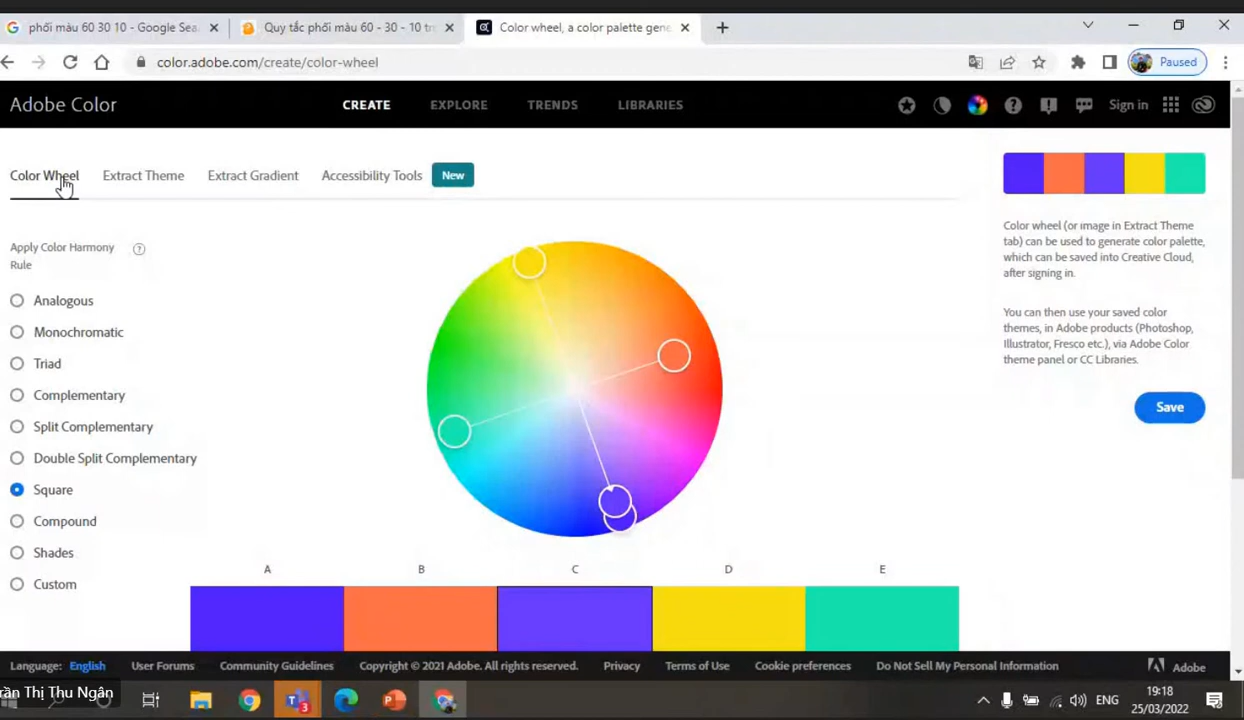 phối màu 60 30 10 - Google Sea
Quy tắc phối màu 60 - 30 - 10 tr
Color wheel, a color palette gene
color.adobe.com/create/color-wheel
Paused
Adobe Color
CREATE
EXPLORE
TRENDS
LIBRARIES
Sign in
Color Wheel
Extract Theme
Extract Gradient
Accessibility Tools
New
Apply Color Harmony
Rule
Analogous
Monochromatic
Triad
Complementary
Split Complementary
Double Split Complementary
Square
Compound
Shades
Custom
Color wheel (or image in Extract Theme
tab) can be used to generate color palette,
which can be saved into Creative Cloud,
after signing in.
You can then use your saved color
themes, in Adobe products (Photoshop,
Illustrator, Fresco etc.), via Adobe Color
theme panel or CC Libraries.
Save
A
B
C
D
E
Language: English
User Forums
Community Guidelines
Copyright © 2021 Adobe. All rights reserved.
Privacy
Terms of Use
Cookie preferences
Do Not Sell My Personal Information
Adobe
rần Thị Thu Ngân
3
ENG
19:18
25/03/2022